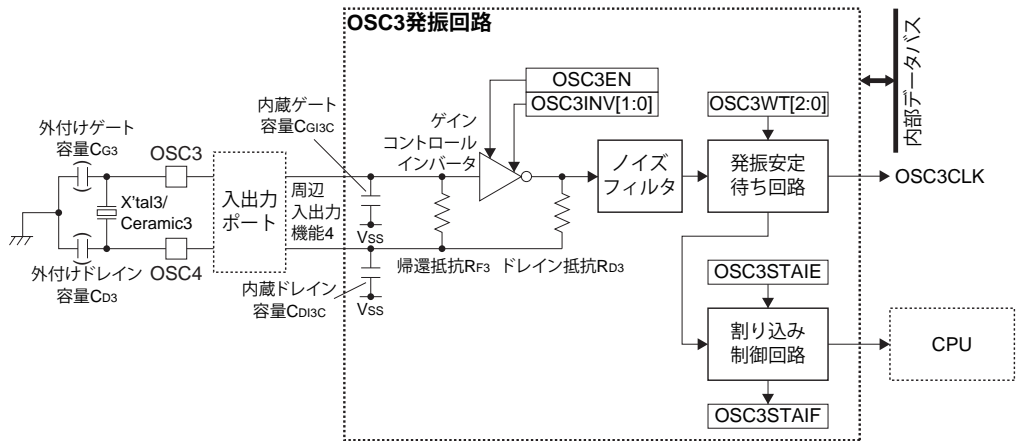 OSC3発振回路
内部データバス
OSC3EN
OSC3INV[1:0]
OSC3WT[2:0]
内蔵ゲート
容量CGI3C
ゲイン
コントロール
インバータ
外付けゲート
容量CG3
OSC3
ノイズ
フィルタ
発振安定
待ち回路
OSC3CLK
X'tal3/
Ceramic3
入出力
ポート
周辺
入出力
機能4
VSS
OSC4
外付けドレイン
容量CD3
帰還抵抗RF3
ドレイン抵抗RD3
内蔵ドレイン
容量CDI3C
VSS
OSC3STAIE
割り込み
制御回路
CPU
OSC3STAIF